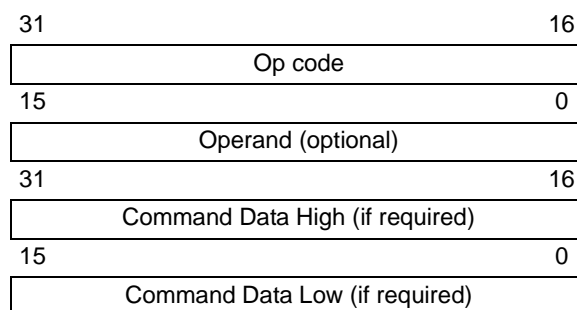 31 16
Op code
15 0
Operand (optional)
31 16
Command Data High (if required)
15 0
Command Data Low (if required)